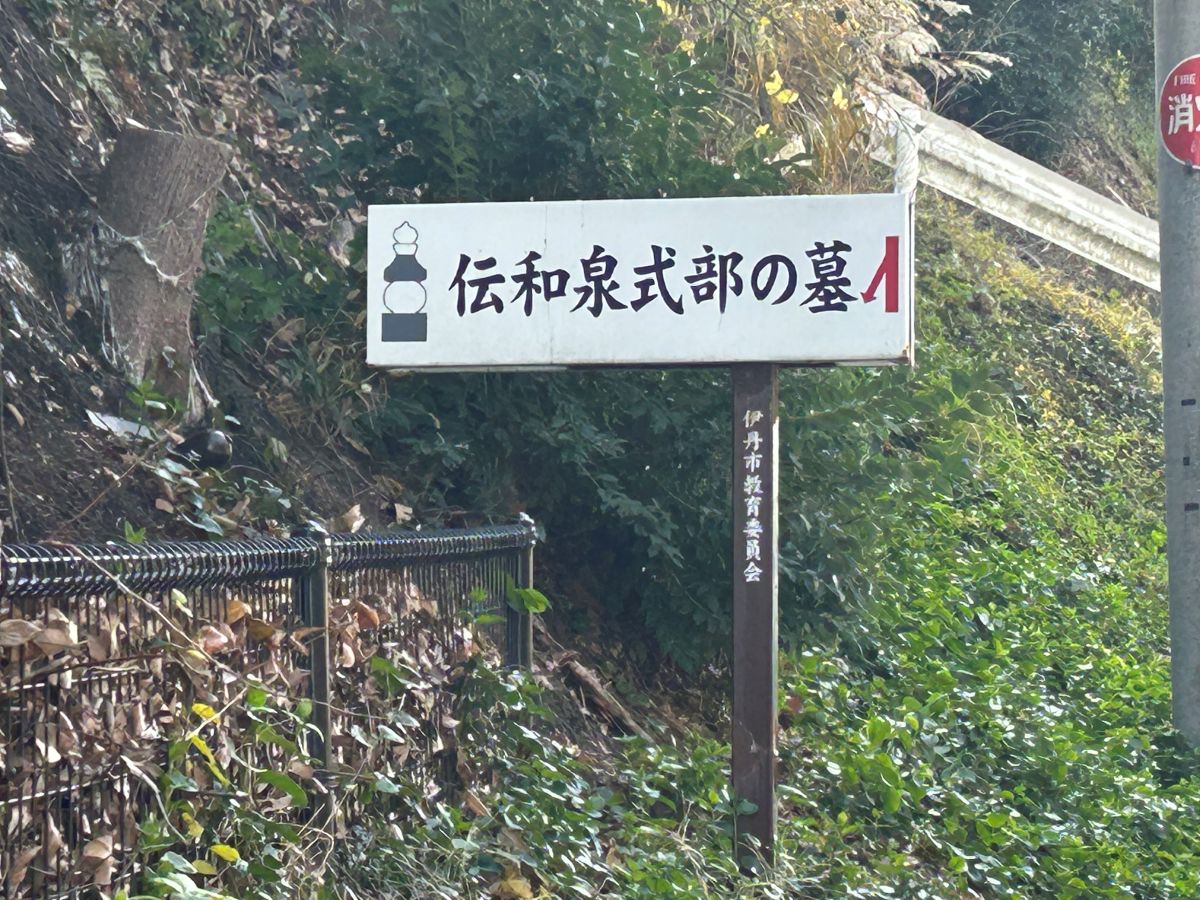 伝和泉式部の墓
伊丹市教育委員会
消